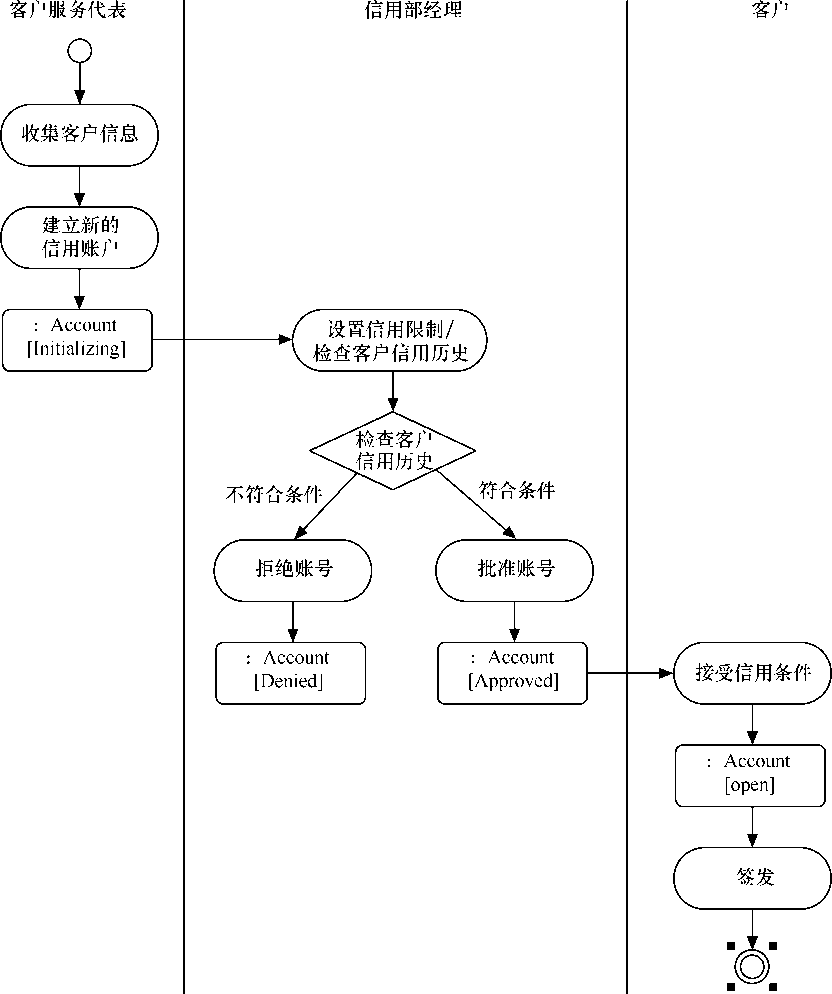 客户服务代表
信用部经理
客户
收集客户信息
建立新的
信用账户
: Account
[Initializing]
设置信用限制/
检查客户信用历史
检查客户
信用历史
不符合条件
符合条件
拒绝账号
批准账号
: Account
[Denied]
: Account
[Approved]
接受信用条件
: Account
[open]
签发